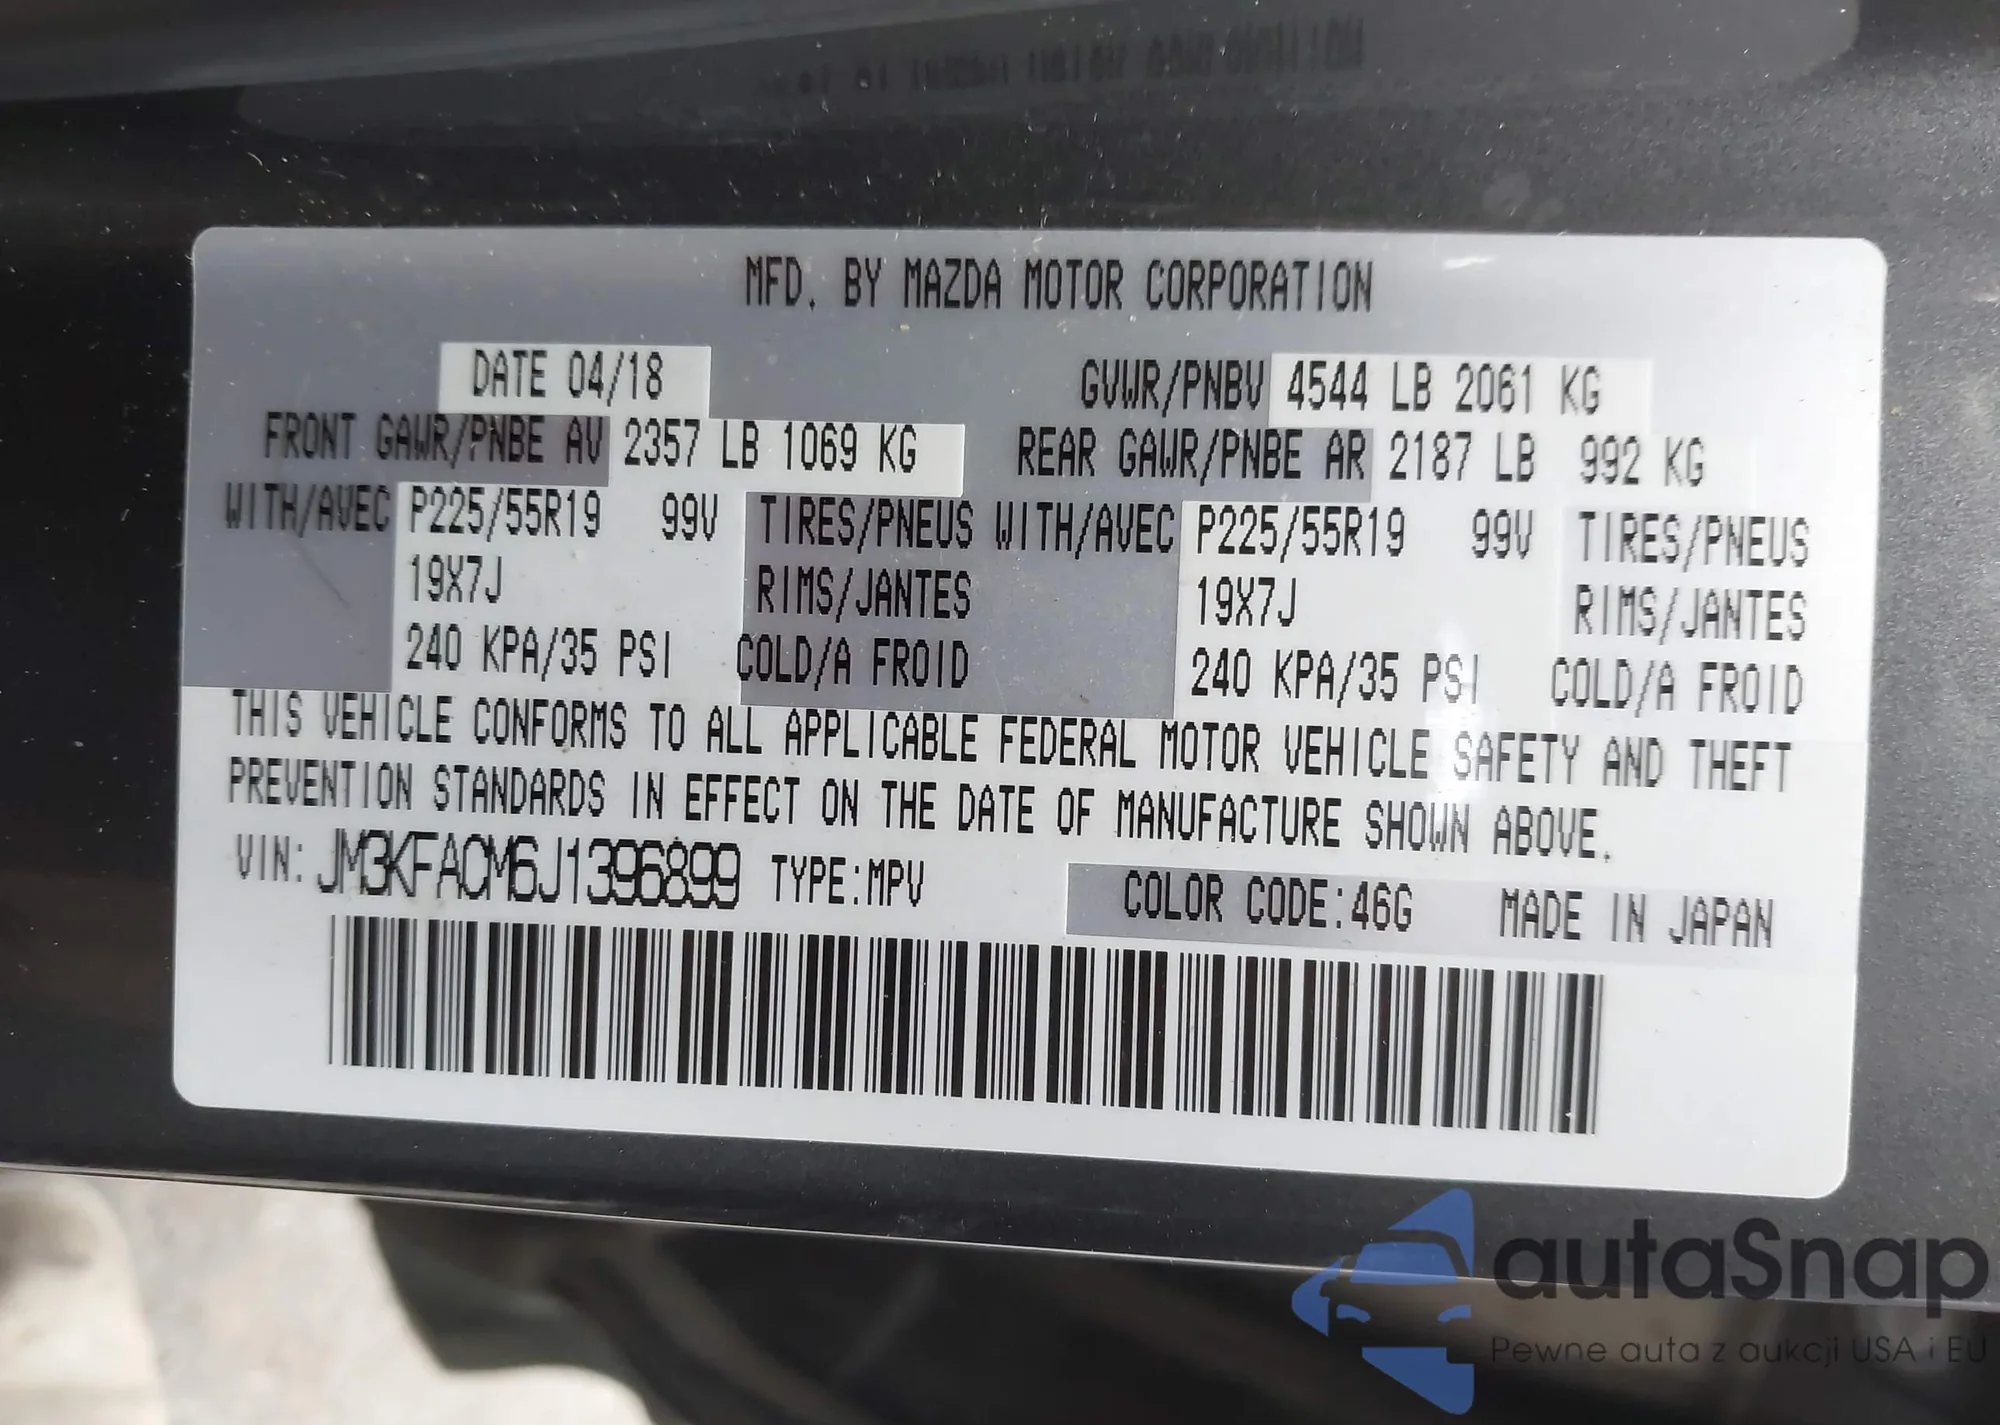 MFD. BY MAZDA MOTOR CORPORATION
DATE 04/18 GVWR/PNBV 4544 LB 2061 KG
FRONT GAWR/PNBE AV 2357 LB 1069 KG REAR GAWR/PNBE AR 2187 LB 992 KG
WITH/AVEC P225/55R19 99V TIRES/PNEUS WITH/AVEC P225/55R19 99V TIRES/PNEUS
19X7J RIMS/JANTES 19X7J RIMS/JANTES
240 KPA/35 PSI COLD/A FROID 240 KPA/35 PSI COLD/A FROID
THIS VEHICLE CONFORMS TO ALL APPLICABLE FEDERAL MOTOR VEHICLE SAFETY AND THEFT
PREVENTION STANDARDS IN EFFECT ON THE DATE OF MANUFACTURE SHOWN ABOVE.
VIN: JM3KFACM6J1396899 TYPE:MPV COLOR CODE:46G MADE IN JAPAN
autaSnap
Pewne auta z aukcji USA i EU